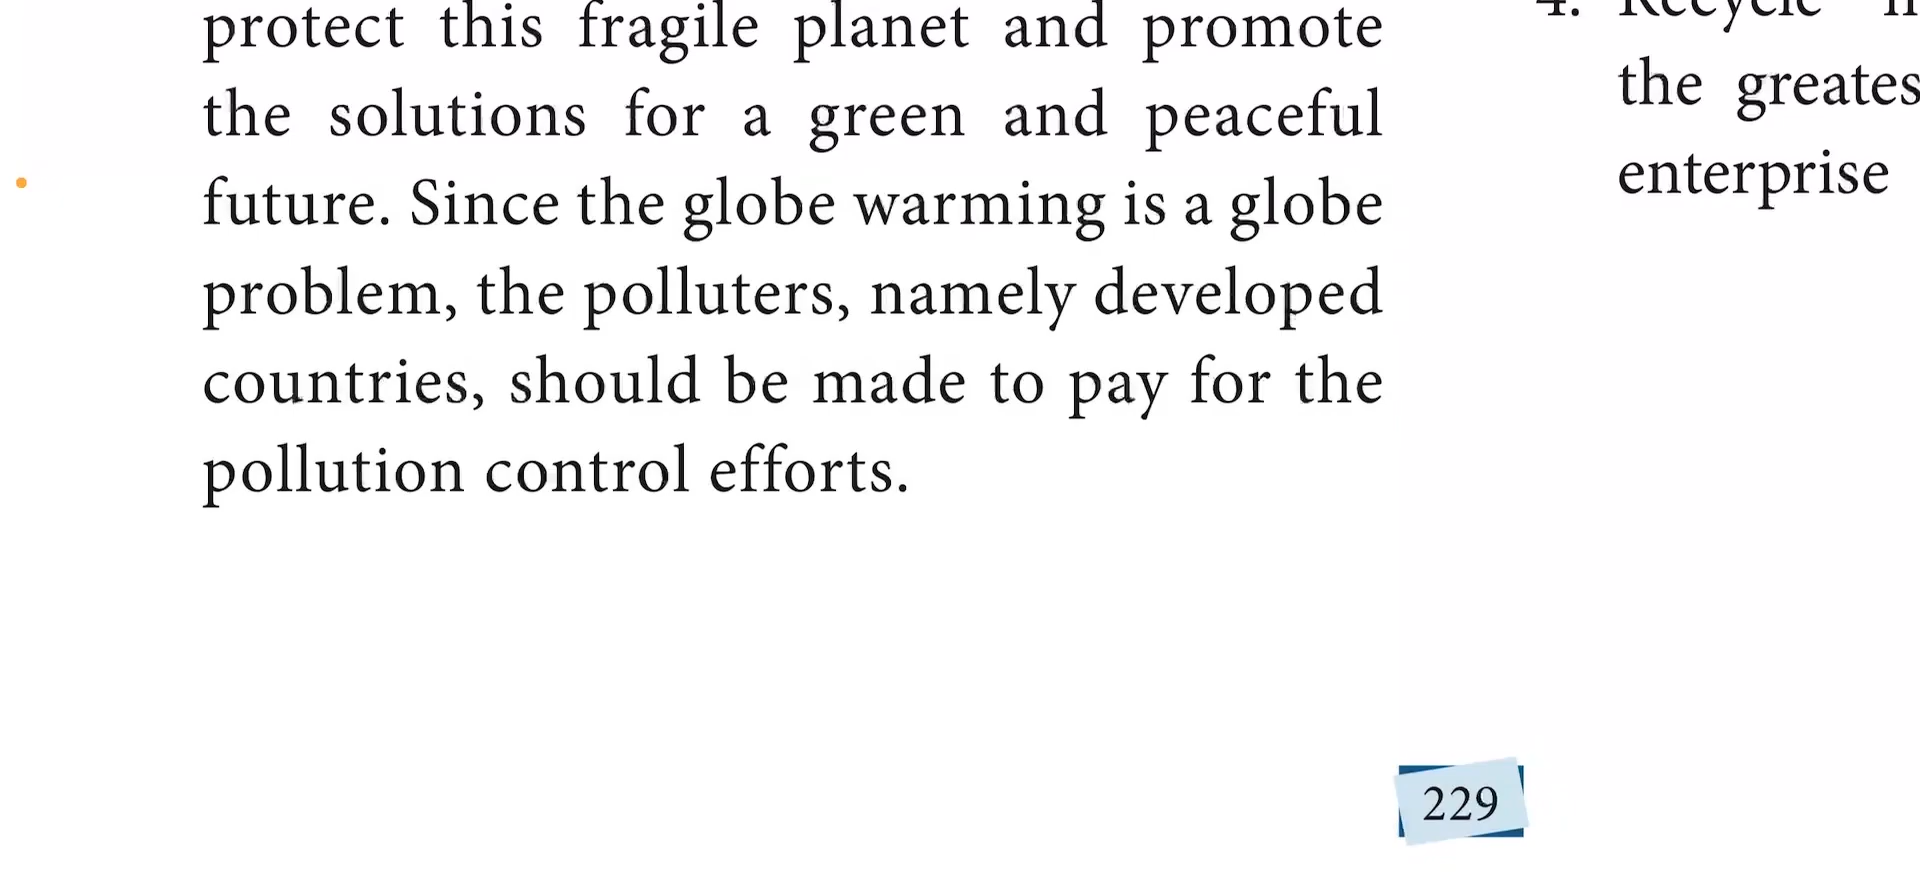 protect this fragile planet and promote
the solutions for a green and peaceful
future. Since the globe warming is a globe
problem, the polluters, namely developed
countries, should be made to pay for the
pollution control efforts.
4. Recycle
the greates
enterprise
229